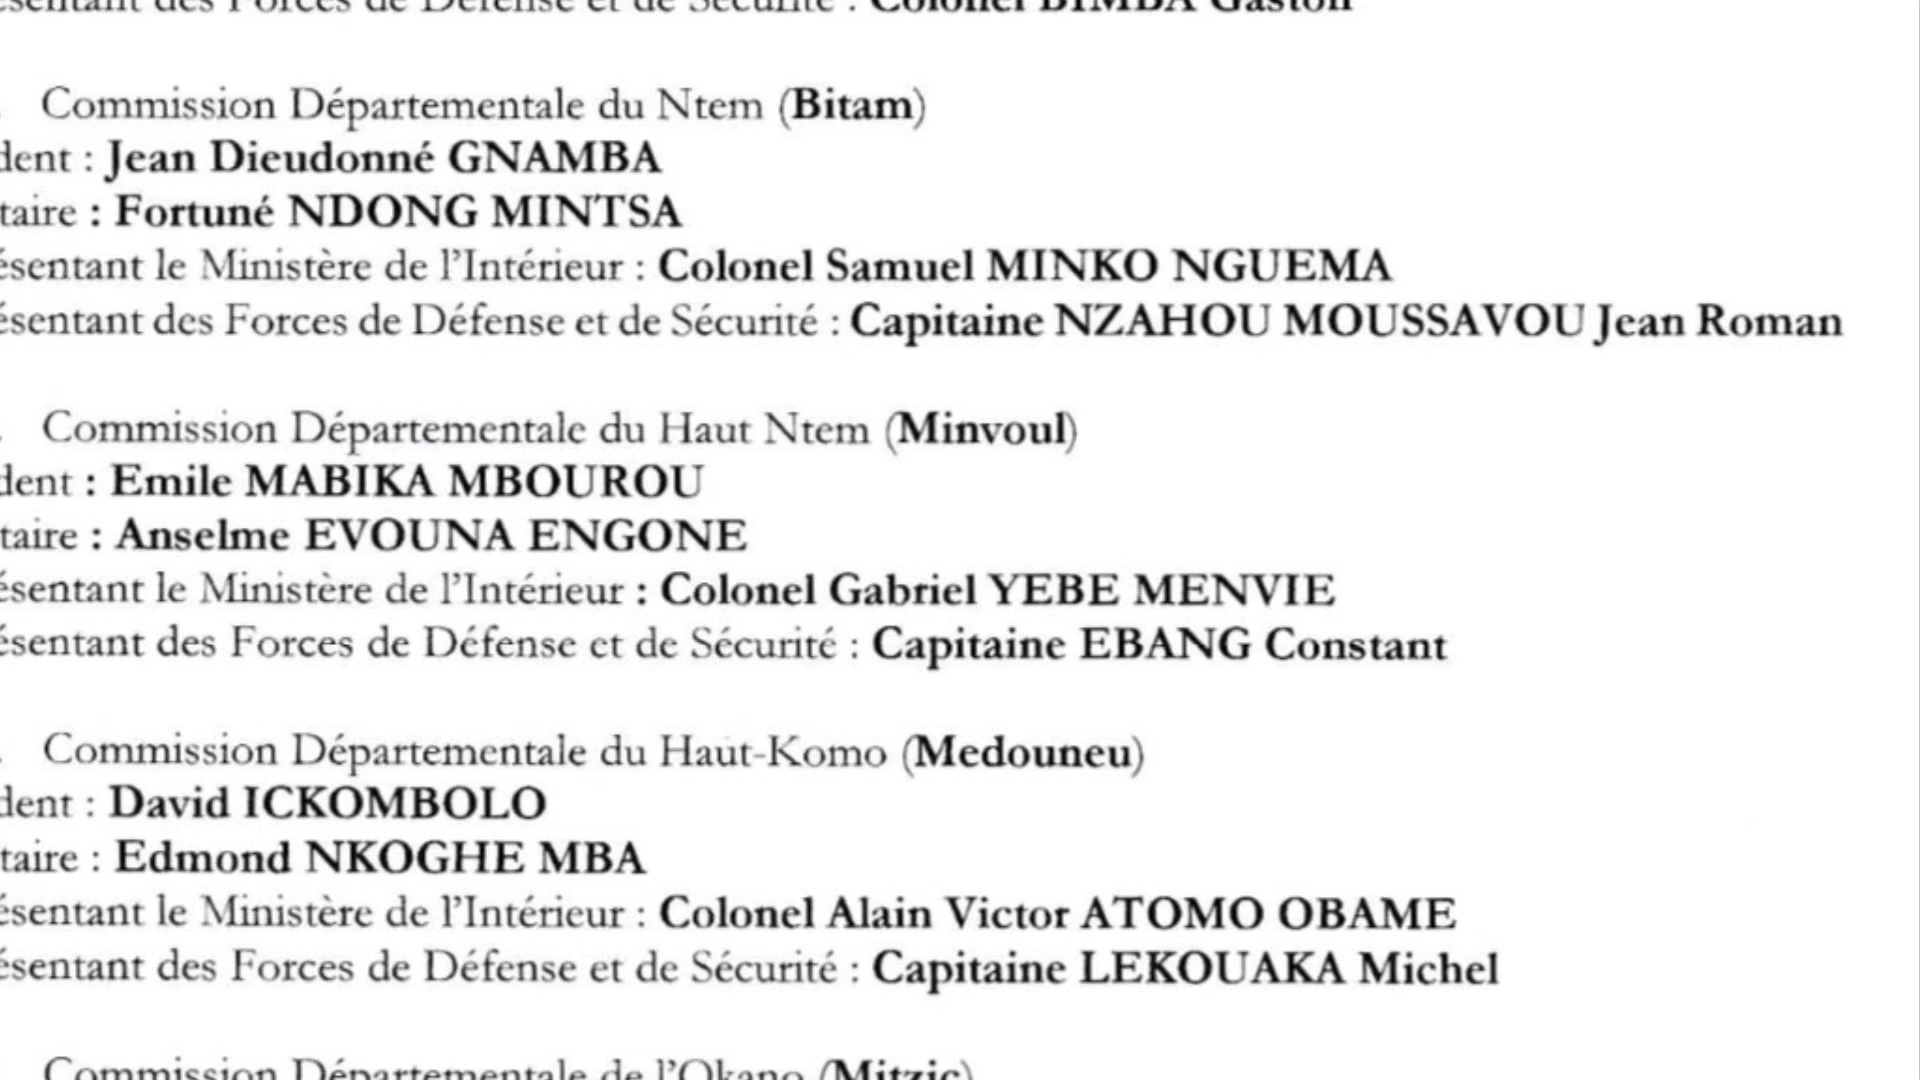 sentant des Forces de Défense et de Sécurité : Colonel BIMBA Gaston
Commission Départementale du Ntem (Bitam)
dent : Jean Dieudonné GNAMBA
taire : Fortuné NDONG MINTSA
ésentant le Ministère de l'Intérieur : Colonel Samuel MINKO NGUEMA
ésentant des Forces de Défense et de Sécurité : Capitaine NZAHOU MOUSSAVOU Jean Roman
Commission Départementale du Haut Ntem (Minvoul)
dent : Emile MABIKA MBOUROU
taire : Anselme EVOUNA ENGONE
ésentant le Ministère de l'Intérieur : Colonel Gabriel YEBE MENVIE
ésentant des Forces de Défense et de Sécurité : Capitaine EBANG Constant
Commission Départementale du Haut-Komo (Medouneu)
dent : David ICKOMBOLO
taire : Edmond NKOGHE MBA
ésentant le Ministère de l'Intérieur : Colonel Alain Victor ATOMO OBAME
ésentant des Forces de Défense et de Sécurité : Capitaine LEKOUAKA Michel
Commission Départementale de l'Okano (Mitzic)